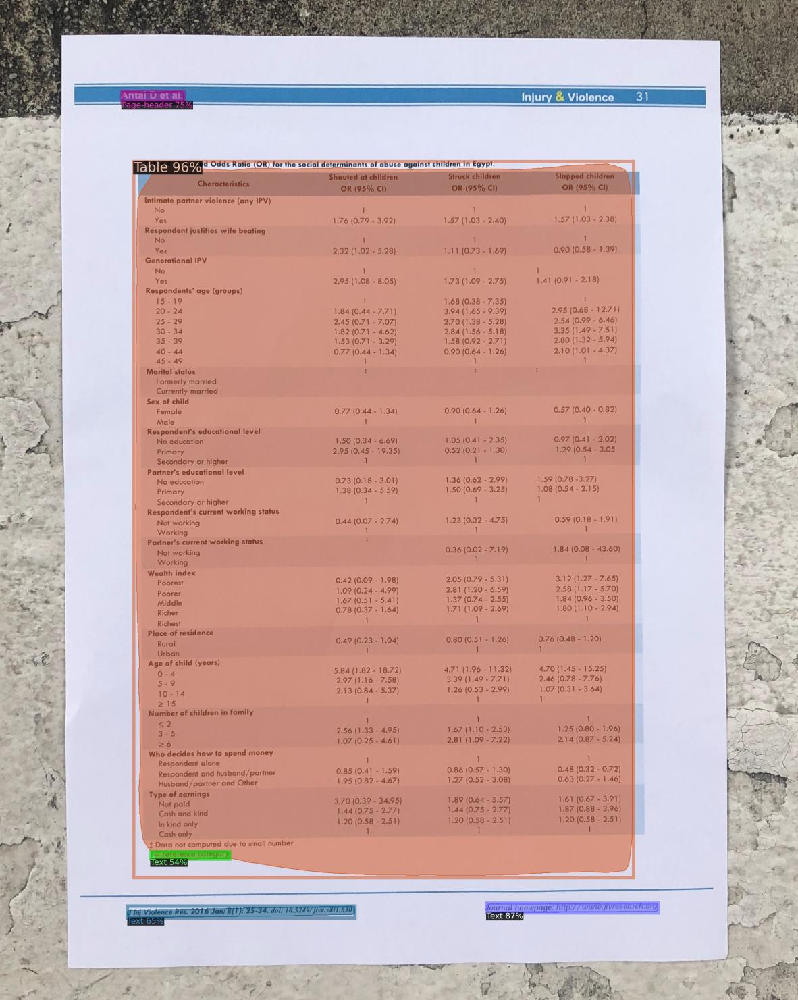 Antai D et al. Injury & Violence 31
Page-header 75%
Table 96% d Odds Ratio (OR) for the social determinants of abuse against children in Egypt.
Characteristics Shouted at children OR (95% CI) Struck children OR (95% CI) Slapped children OR (95% CI)
Intimate partner violence (any IPV)
No 1 1 1
Yes 1.76 (0.79 - 3.92) 1.57 (1.03 - 2.40) 1.57 (1.03 - 2.38)
Respondent justifies wife beating
No 1 1 1
Yes 2.32 (1.02 - 5.28) 1.11 (0.73 - 1.69) 0.90 (0.58 - 1.39)
Generational IPV
No 1 1 1
Yes 2.95 (1.08 - 8.05) 1.73 (1.09 - 2.75) 1.41 (0.91 - 2.18)
Respondents' age (groups)
15 - 19 ‡ 1.68 (0.38 - 7.35) ‡
20 - 24 1.84 (0.44 - 7.71) 3.94 (1.65 - 9.39) 2.95 (0.68 - 12.71)
25 - 29 2.45 (0.71 - 7.07) 2.70 (1.38 - 5.28) 2.54 (0.99 - 6.46)
30 - 34 1.82 (0.71 - 4.62) 2.84 (1.56 - 5.18) 3.35 (1.49 - 7.51)
35 - 39 1.53 (0.71 - 3.29) 1.58 (0.92 - 2.71) 2.80 (1.32 - 5.94)
40 - 44 0.77 (0.44 - 1.34) 0.90 (0.64 - 1.26) 2.10 (1.01 - 4.37)
45 - 49 1 1 1
Marital status ‡ ‡ ‡
Formerly married
Currently married
Sex of child
Female 0.77 (0.44 - 1.34) 0.90 (0.64 - 1.26) 0.57 (0.40 - 0.82)
Male 1 1 1
Respondent's educational level
No education 1.50 (0.34 - 6.69) 1.05 (0.41 - 2.35) 0.97 (0.41 - 2.02)
Primary 2.95 (0.45 - 19.35) 0.52 (0.21 - 1.30) 1.29 (0.54 - 3.05
Secondary or higher 1 1 1
Partner's educational level
No education 0.73 (0.18 - 3.01) 1.36 (0.62 - 2.99) 1.59 (0.78 -3.27)
Primary 1.38 (0.34 - 5.59) 1.50 (0.69 - 3.25) 1.08 (0.54 - 2.15)
Secondary or higher 1 1 1
Respondent's current working status
Not working 0.44 (0.07 - 2.74) 1.23 (0.32 - 4.75) 0.59 (0.18 - 1.91)
Working 1 1 1
Partner's current working status ‡
Not working 0.36 (0.02 - 7.19) 1.84 (0.08 - 43.60)
Working 1 1
Wealth index
Poorest 0.42 (0.09 - 1.98) 2.05 (0.79 - 5.31) 3.12 (1.27 - 7.65)
Poorer 1.09 (0.24 - 4.99) 2.81 (1.20 - 6.59) 2.58 (1.17 - 5.70)
Middle 1.67 (0.51 - 5.41) 1.37 (0.74 - 2.55) 1.84 (0.96 - 3.50)
Richer 0.78 (0.37 - 1.64) 1.71 (1.09 - 2.69) 1.80 (1.10 - 2.94)
Richest 1 1 1
Place of residence
Rural 0.49 (0.23 - 1.04) 0.80 (0.51 - 1.26) 0.76 (0.48 - 1.20)
Urban 1 1 1
Age of child (years)
0 - 4 5.84 (1.82 - 18.72) 4.71 (1.96 - 11.32) 4.70 (1.45 - 15.25)
5 - 9 2.97 (1.16 - 7.58) 3.39 (1.49 - 7.71) 2.46 (0.78 - 7.76)
10 - 14 2.13 (0.84 - 5.37) 1.26 (0.53 - 2.99) 1.07 (0.31 - 3.64)
≥ 15 1 1 1
Number of children in family
≤ 2 1 1 1
3 - 5 2.56 (1.33 - 4.95) 1.67 (1.10 - 2.53) 1.25 (0.80 - 1.96)
≥ 6 1.07 (0.25 - 4.61) 2.81 (1.09 - 7.22) 2.14 (0.87 - 5.24)
Who decides how to spend money
Respondent alone 1 1 1
Respondent and husband/partner 0.85 (0.41 - 1.59) 0.86 (0.57 - 1.30) 0.48 (0.32 - 0.72)
Husband/partner and Other 1.95 (0.82 - 4.67) 1.27 (0.52 - 3.08) 0.63 (0.27 - 1.46)
Type of earnings
Not paid 3.70 (0.39 - 34.95) 1.89 (0.64 - 5.57) 1.61 (0.67 - 3.91)
Cash and kind 1.44 (0.75 - 2.77) 1.44 (0.75 - 2.77) 1.87 (0.88 - 3.96)
In kind only 1.20 (0.58 - 2.51) 1.20 (0.58 - 2.51) 1.20 (0.58 - 2.51)
Cash only 1 1 1
‡ Data not computed due to small number
= reference category
Text 54%
J Inj Violence Res. 2016 Jan; 8(1): 25-34. doi: 10.5249/jivr.v8i1.630 Journal homepage: http://www.jivresearch.org
Text 65% Text 87%